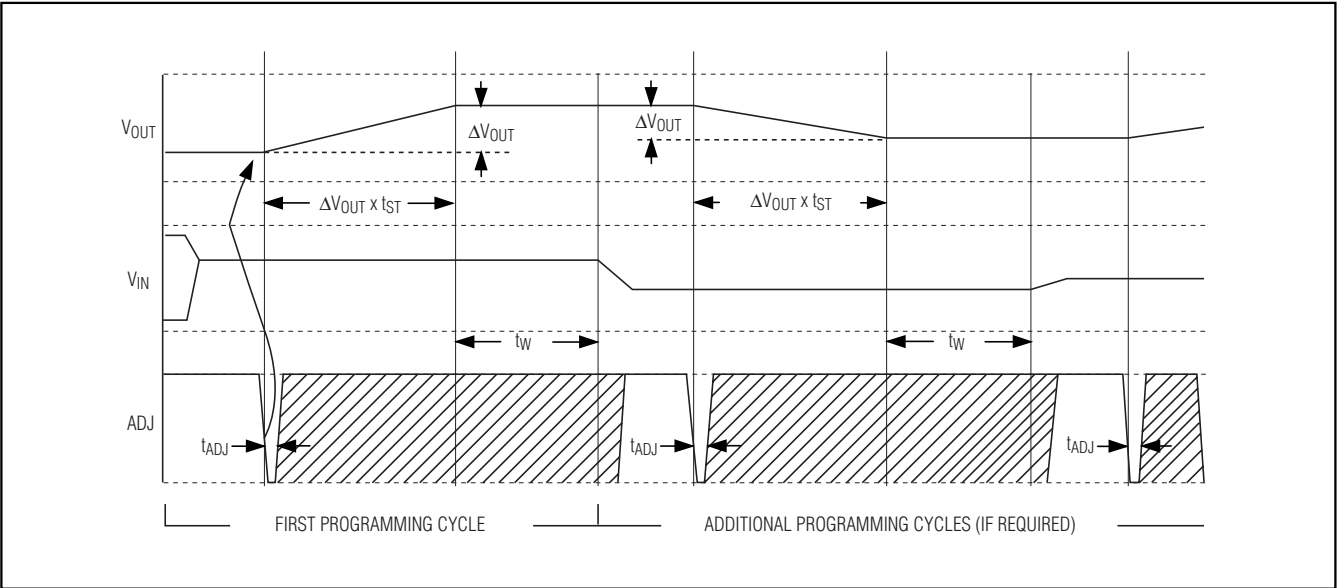 VOUT
ΔVOUT
ΔVOUT
ΔVOUT x tST
ΔVOUT x tST
VIN
tW
tW
ADJ
tADJ
tADJ
tADJ
FIRST PROGRAMMING CYCLE
ADDITIONAL PROGRAMMING CYCLES (IF REQUIRED)